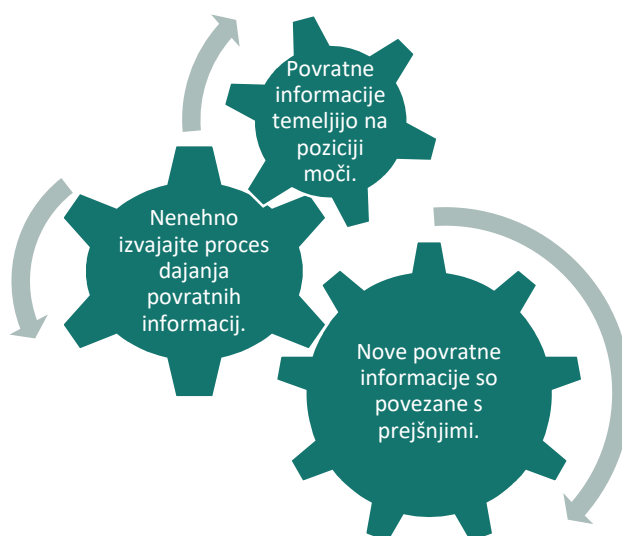 Povratne
informacije
temeljijo na
poziciji
moči.
Nenehno
izvajajte proces
dajanja
povratnih
informacij.
Nove povratne
informacije so
povezane s
prejšnjimi.